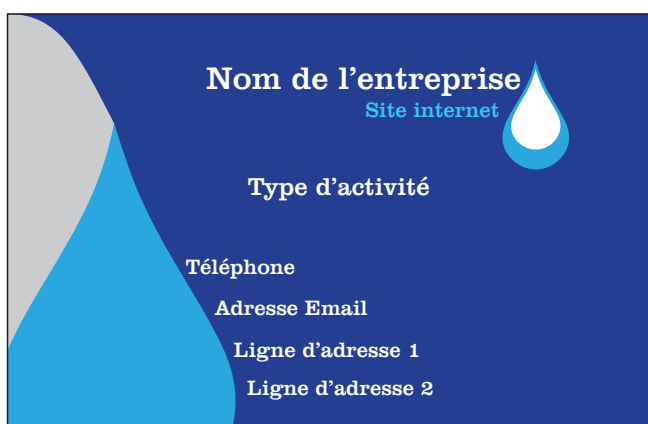 Nom de l’entreprise
Site internet
Type d’activité
Téléphone
Adresse Email
Ligne d’adresse 1
Ligne d’adresse 2